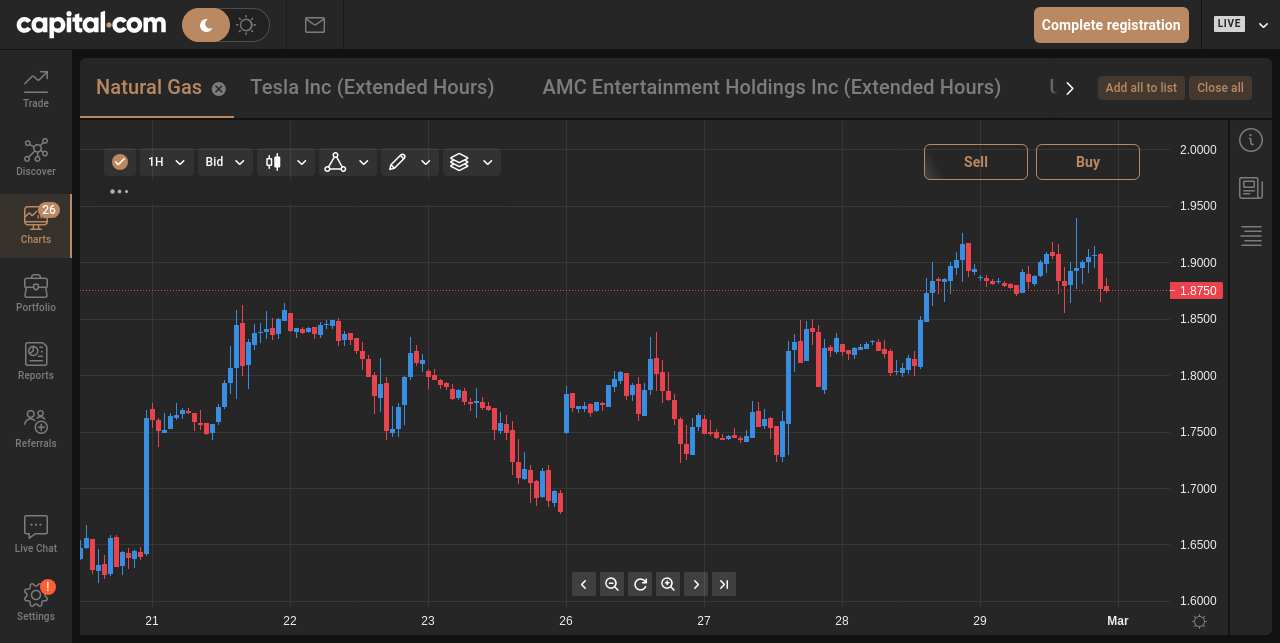 capital.com
Complete registration
LIVE
Natural Gas
Tesla Inc (Extended Hours)
AMC Entertainment Holdings Inc (Extended Hours)
Add all to list
Close all
Trade
Discover
26
Charts
Portfolio
Reports
Referrals
Live Chat
!
Settings
1H
Bid
Sell
Buy
2.0000
1.9500
1.9000
1.8750
1.8500
1.8000
1.7500
1.7000
1.6500
1.6000
21
22
23
26
27
28
29
Mar